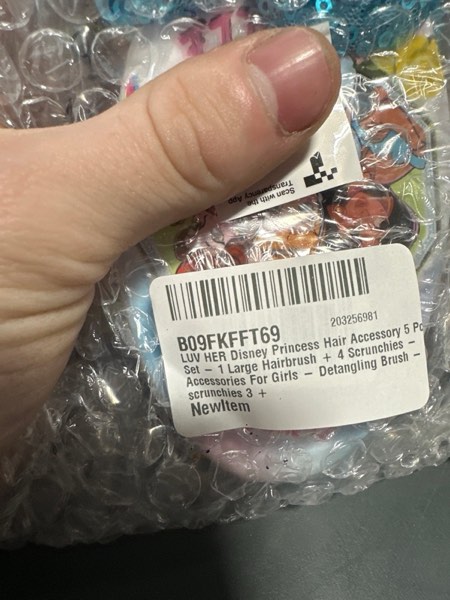 Scan with the
Transparency App
203256981
B09FKFFT69
LUV HER Disney Princess Hair Accessory 5 Pc
Set - 1 Large Hairbrush + 4 Scrunchies -
Accessories For Girls - Detangling Brush -
scrunchies 3 +
NewItem